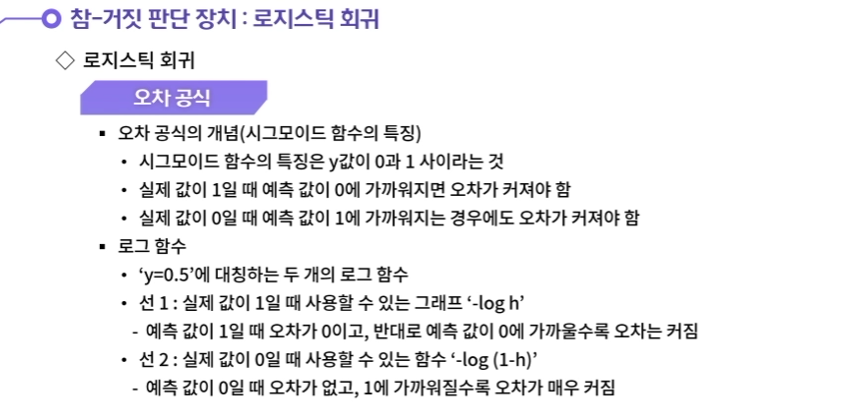 참-거짓 판단 장치 : 로지스틱 회귀
◇ 로지스틱 회귀
오차 공식
▪ 오차 공식의 개념(시그모이드 함수의 특징)
• 시그모이드 함수의 특징은 y값이 0과 1 사이라는 것
• 실제 값이 1일 때 예측 값이 0에 가까워지면 오차가 커져야 함
• 실제 값이 0일 때 예측 값이 1에 가까워지는 경우에도 오차가 커져야 함
▪ 로그 함수
• ‘y=0.5’에 대칭하는 두 개의 로그 함수
• 선 1 : 실제 값이 1일 때 사용할 수 있는 그래프 ‘-log h’
- 예측 값이 1일 때 오차가 0이고, 반대로 예측 값이 0에 가까울수록 오차는 커짐
• 선 2 : 실제 값이 0일 때 사용할 수 있는 함수 ‘-log (1-h)’
- 예측 값이 0일 때 오차가 없고, 1에 가까워질수록 오차가 매우 커짐